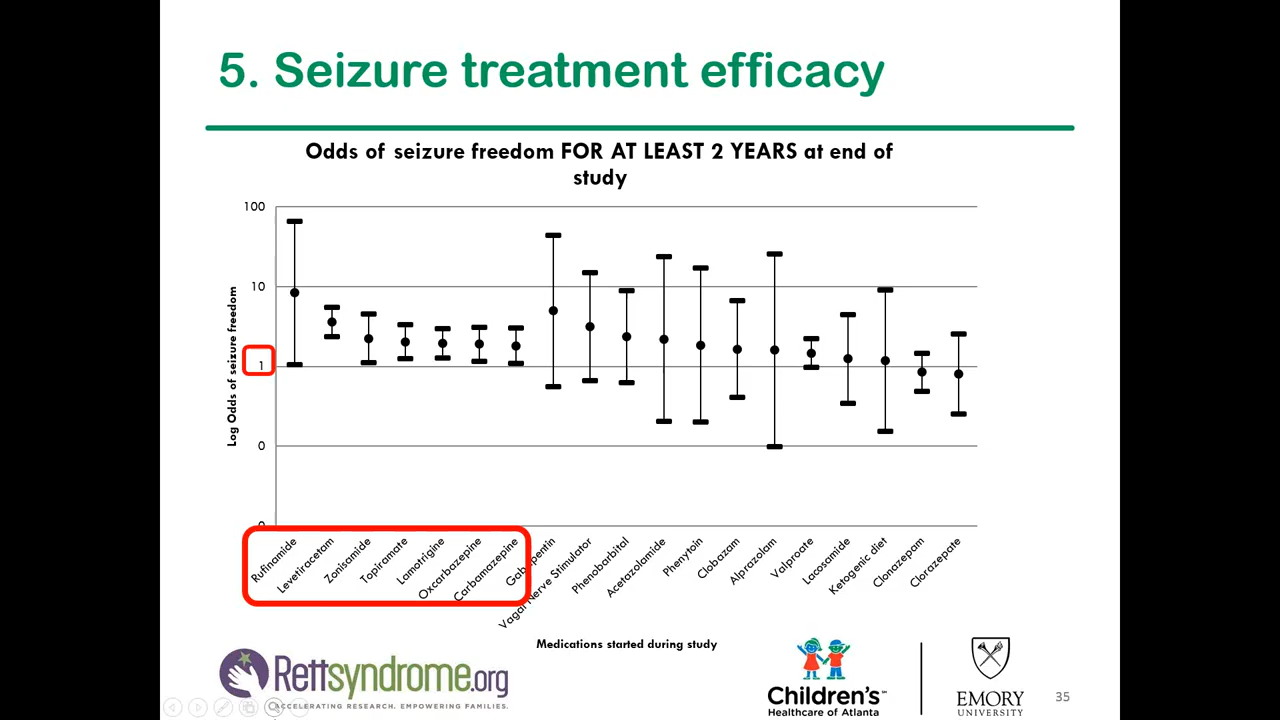 5. Seizure treatment efficacy
Odds of seizure freedom FOR AT LEAST 2 YEARS at end of
study
100
10
1
0
0
Log Odds of seizure freedom
Rufinamide
Levetiracetam
Zonisamide
Topiramate
Lamotrigine
Oxcarbazepine
Carbamazepine
Gabapentin
Vagal Nerve Stimulator
Phenobarbital
Acetazolamide
Phenytoin
Clobazam
Alprazolam
Valproate
Lacosamide
Ketogenic diet
Clonazepam
Clorazepate
Medications started during study
Rettsyndrome.org
ACCELERATING RESEARCH. EMPOWERING FAMILIES.
Children's™
Healthcare of Atlanta
EMORY
UNIVERSITY
35